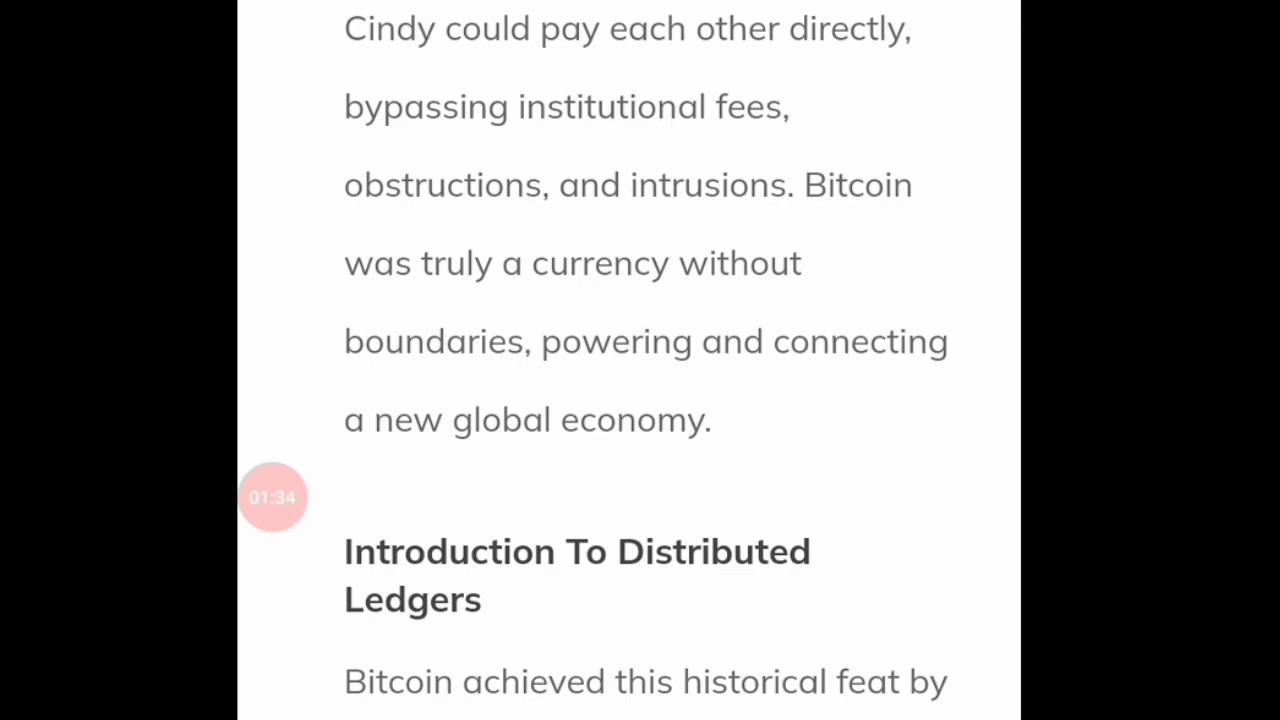 Cindy could pay each other directly,
bypassing institutional fees,
obstructions, and intrusions. Bitcoin
was truly a currency without
boundaries, powering and connecting
a new global economy.
01:34
Introduction To Distributed
Ledgers
Bitcoin achieved this historical feat by